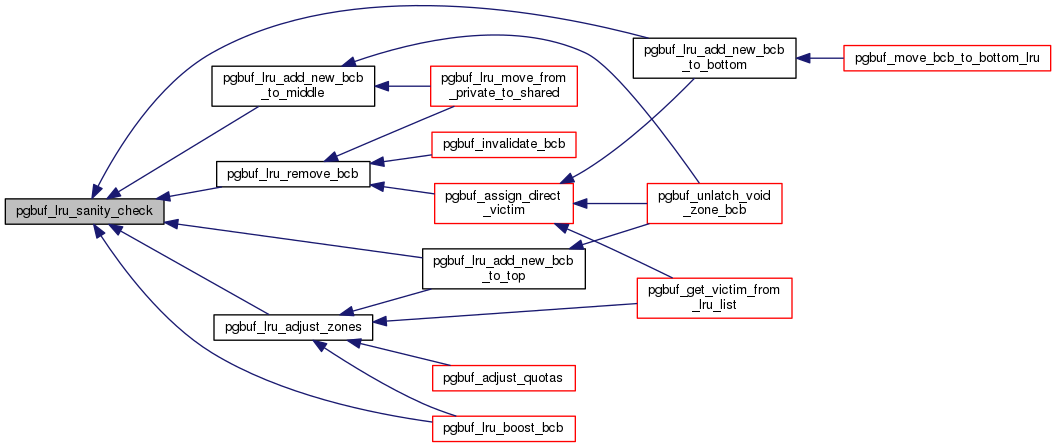 pgbuf_lru_sanity_check
pgbuf_lru_add_new_bcb
_to_middle
pgbuf_lru_remove_bcb
pgbuf_lru_adjust_zones
pgbuf_lru_move_from
_private_to_shared
pgbuf_invalidate_bcb
pgbuf_assign_direct
_victim
pgbuf_lru_add_new_bcb
_to_top
pgbuf_adjust_quotas
pgbuf_lru_boost_bcb
pgbuf_lru_add_new_bcb
_to_bottom
pgbuf_unlatch_void
_zone_bcb
pgbuf_get_victim_from
_lru_list
pgbuf_move_bcb_to_bottom_lru